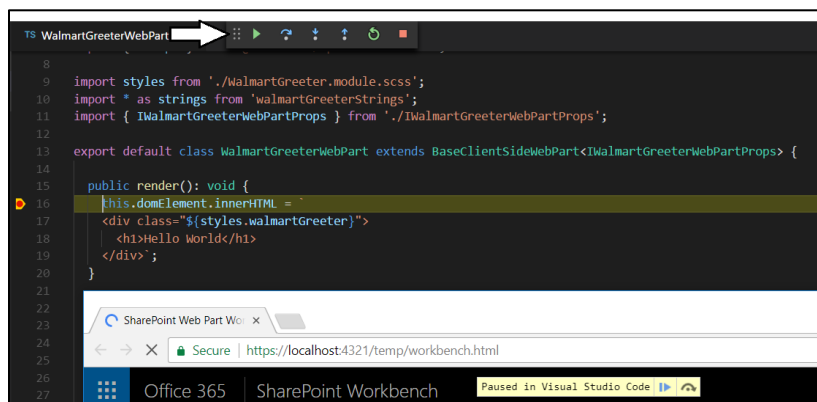 TS WalmartGreeterWebPart
8
9 import styles from './WalmartGreeter.module.scss';
10 import * as strings from 'walmartGreeterStrings';
11 import { IWalmartGreeterWebPartProps } from './IWalmartGreeterWebPartProps';
12
13 export default class WalmartGreeterWebPart extends BaseClientSideWebPart<IWalmartGreeterWebPartProps> {
14
15 public render(): void {
16 this.domElement.innerHTML = `
17 <div class="${styles.walmartGreeter}">
18 <h1>Hello World</h1>
19 </div>`;
20 }
21
22
23 SharePoint Web Part Wor
24
25 Secure | https://localhost:4321/temp/workbench.html
26
27 Office 365 SharePoint Workbench Paused in Visual Studio Code